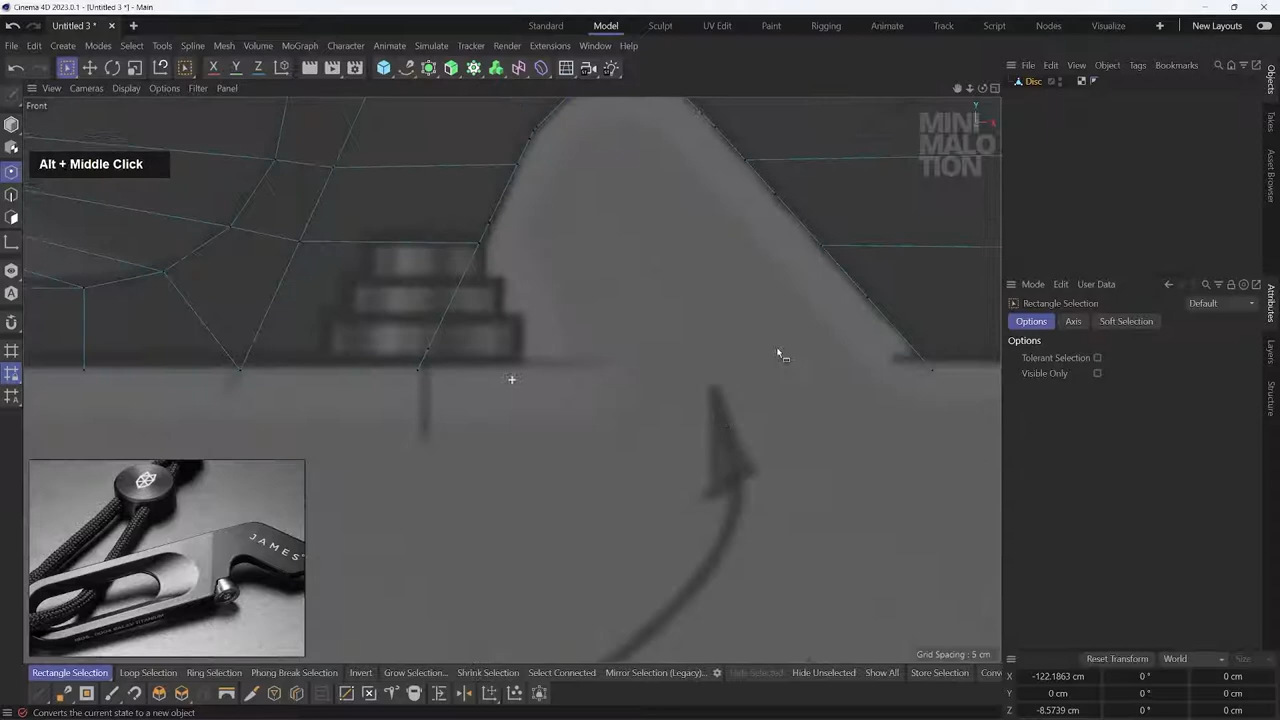 Cinema 4D 2023.0.1 - [Untitled 3 *] - Main
Untitled 3 *
Standard Model Sculpt UV Edit Paint Rigging Animate Track Script Nodes Visualize New Layouts
File Edit Create Modes Select Tools Spline Mesh Volume MoGraph Character Animate Simulate Tracker Render Extensions Window Help
X Y Z
File Edit View Object Tags Bookmarks
Disc
View Cameras Display Options Filter Panel
Front
Y
X
MINI
MALO
TION
Alt + Middle Click
Objects
Takes
Asset Browser
Attributes
Layers
Structure
Mode Edit User Data
Rectangle Selection
Default
Options Axis Soft Selection
Options
Tolerant Selection
Visible Only
JAMES
Grid Spacing : 5 cm
Rectangle Selection Loop Selection Ring Selection Phong Break Selection Invert Grow Selection... Shrink Selection Select Connected Mirror Selection (Legacy)... Hide Selected Hide Unselected Show All Store Selection Conv
Reset Transform World Size
X -122.1863 cm 0 ° 0 cm
Y 0 cm 0 ° 0 cm
Z -8.5739 cm 0 ° 0 cm
Converts the current state to a new object